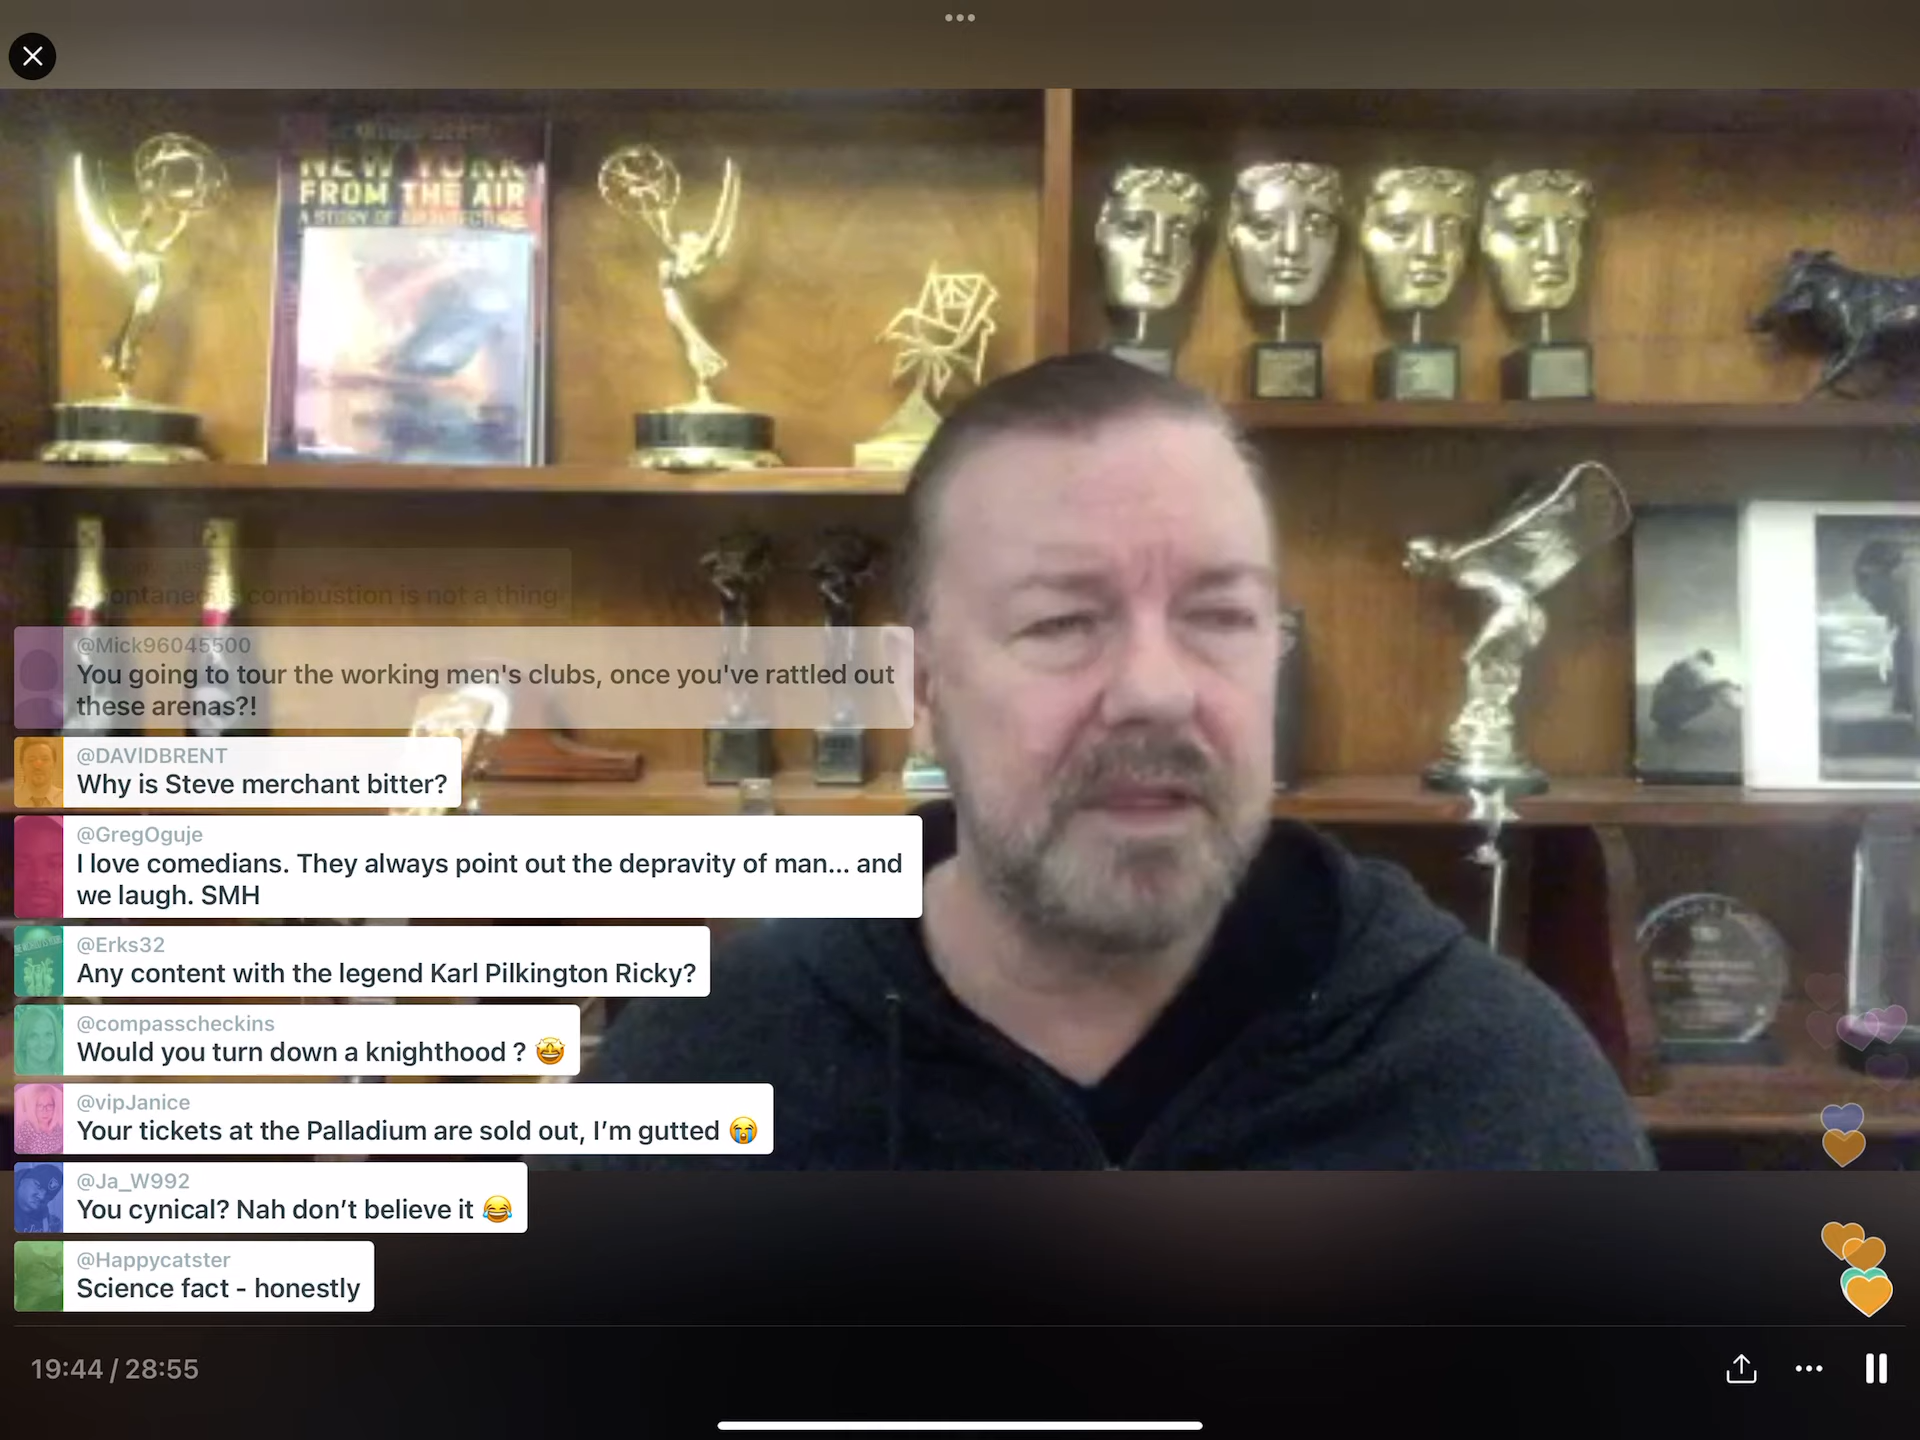 NEW YORK
FROM THE AIR
A STORY OF ARCHITECTURE
Spontaneous combustion is not a thing
@Mick96045500
You going to tour the working men's clubs, once you've rattled out
these arenas?!
@DAVIDBRENT
Why is Steve merchant bitter?
@GregOguje
I love comedians. They always point out the depravity of man... and
we laugh. SMH
@Erks32
Any content with the legend Karl Pilkington Ricky?
@compasscheckins
Would you turn down a knighthood ? 🤩
@vipJanice
Your tickets at the Palladium are sold out, I’m gutted 😭
@Ja_W992
You cynical? Nah don’t believe it 😂
@Happycatster
Science fact - honestly
19:44 / 28:55